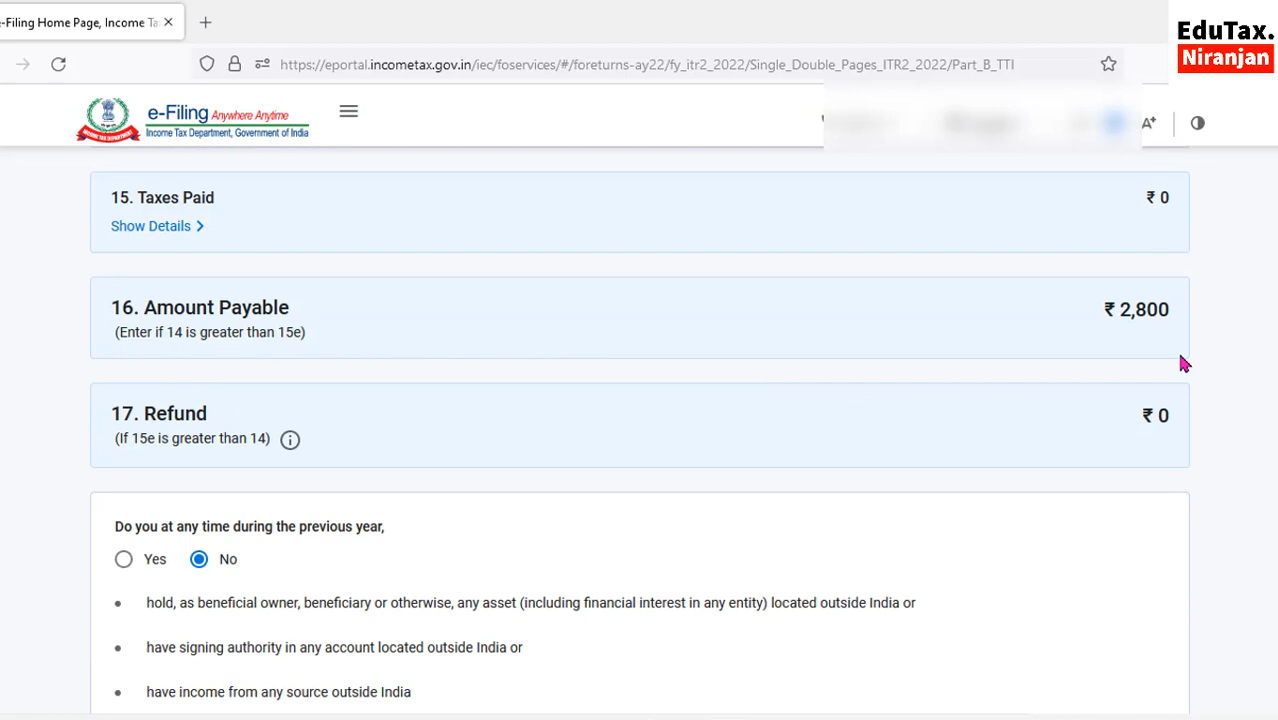 e-Filing Home Page, Income Ta
EduTax.
Niranjan
https://eportal.incometax.gov.in/iec/foservices/#/foreturns-ay22/fy_itr2_2022/Single_Double_Pages_ITR2_2022/Part_B_TTI
e-Filing Anywhere Anytime
Income Tax Department, Government of India
A+
15. Taxes Paid
₹ 0
Show Details
16. Amount Payable
₹ 2,800
(Enter if 14 is greater than 15e)
17. Refund
₹ 0
(If 15e is greater than 14)
Do you at any time during the previous year,
Yes No
• hold, as beneficial owner, beneficiary or otherwise, any asset (including financial interest in any entity) located outside India or
• have signing authority in any account located outside India or
• have income from any source outside India